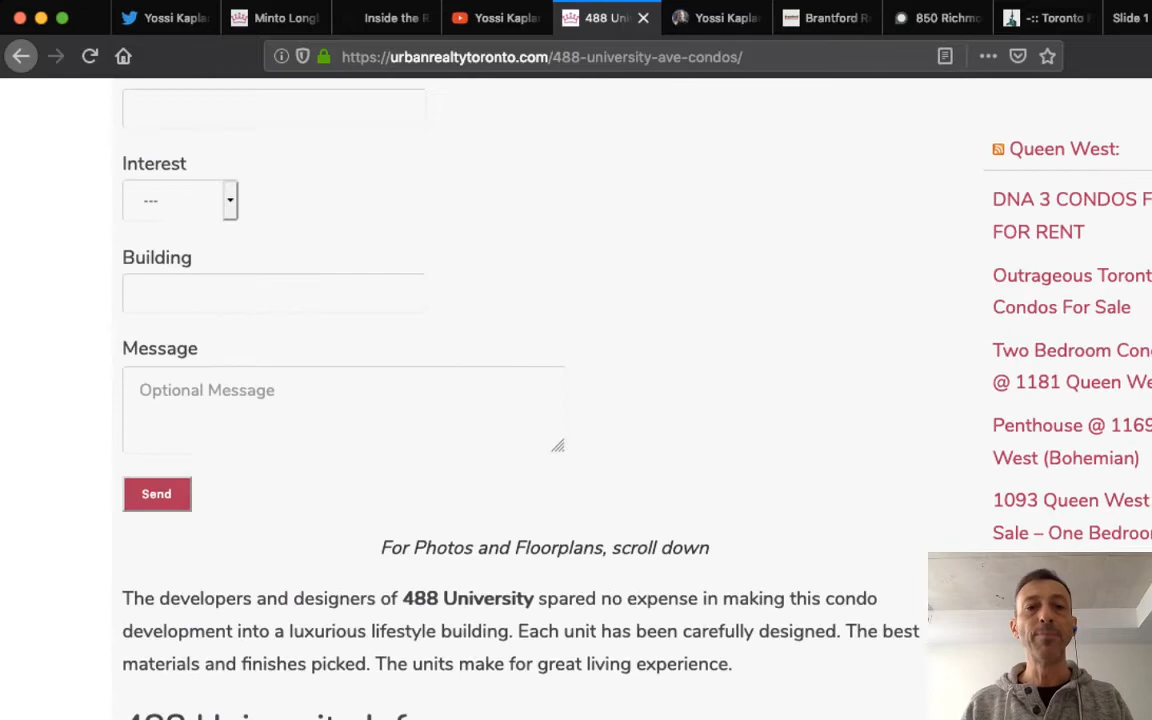 Yossi Kaplan
Minto Longb
Inside the R
Yossi Kaplan
488 Uni
Yossi Kaplan
Brantford R
850 Richmo
-:: Toronto F
Slide 1
https://urbanrealtytoronto.com/488-university-ave-condos/
Interest
---
Building
Message
Optional Message
Send
For Photos and Floorplans, scroll down
The developers and designers of 488 University spared no expense in making this condo
development into a luxurious lifestyle building. Each unit has been carefully designed. The best
materials and finishes picked. The units make for great living experience.
Queen West:
DNA 3 CONDOS F
FOR RENT
Outrageous Toront
Condos For Sale
Two Bedroom Con
@ 1181 Queen We
Penthouse @ 1169
West (Bohemian)
1093 Queen West
Sale – One Bedroo